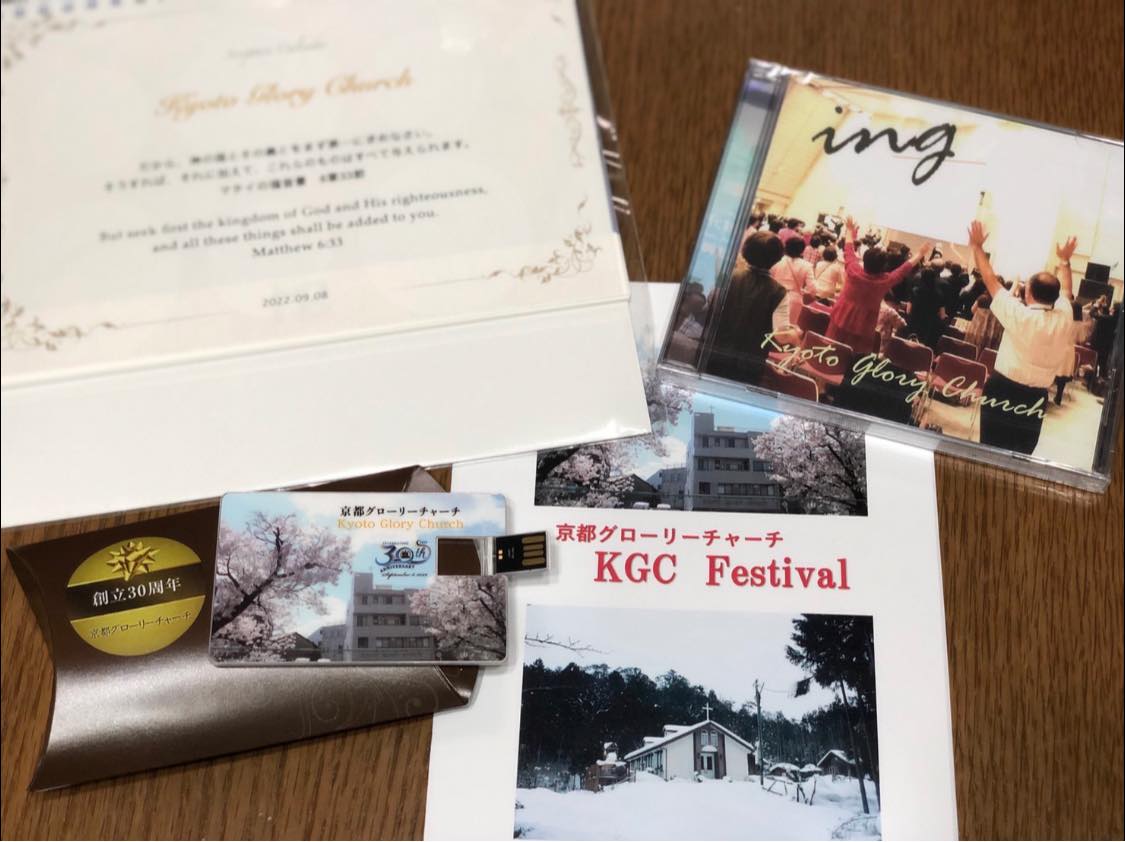 Kyoto Glory Church
だから、神の国とその義とをまず第一に求めなさい。
そうすれば、それに加えて、これらのものはすべて与えられます。
マタイの福音書 6章33節
But seek first the kingdom of God and His righteousness,
and all these things shall be added to you.
Matthew 6:33
2022.09.08
ing
Kyoto Glory Church
京都グローリーチャーチ
Kyoto Glory Church
30th
ANNIVERSARY
創立30周年
京都グローリーチャーチ
京都グローリーチャーチ
KGC Festival